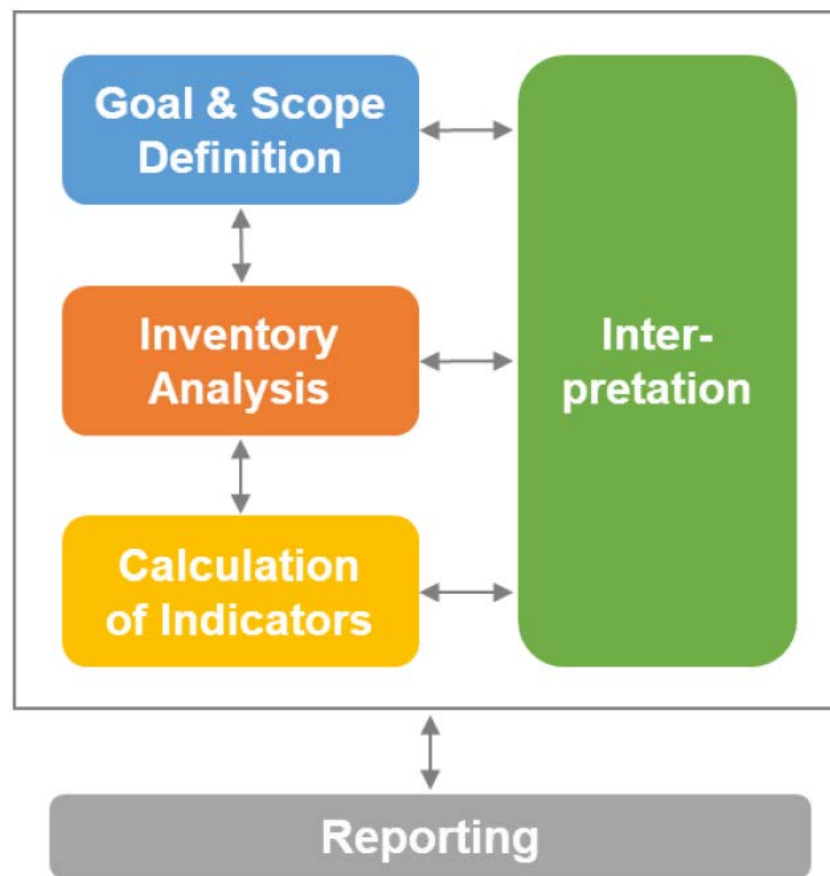 Goal & Scope
Definition
Inventory
Analysis
Inter-
pretation
Calculation
of Indicators
Reporting